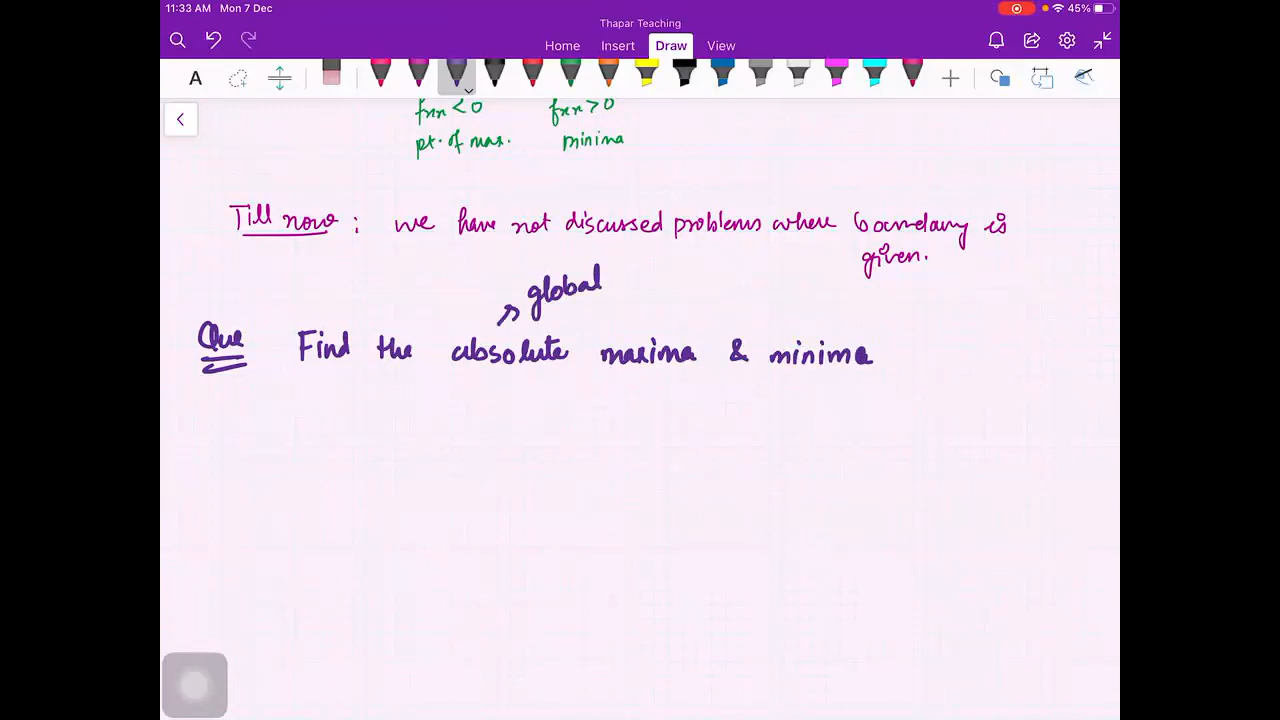 11:33 AM Mon 7 Dec
45%
Thapar Teaching
Home Insert Draw View
A
fxx < 0 fxx > 0
pt. of max. minima
Till now : we have not discussed problems where boundary is
given.
global
Que Find the absolute maxima & minima